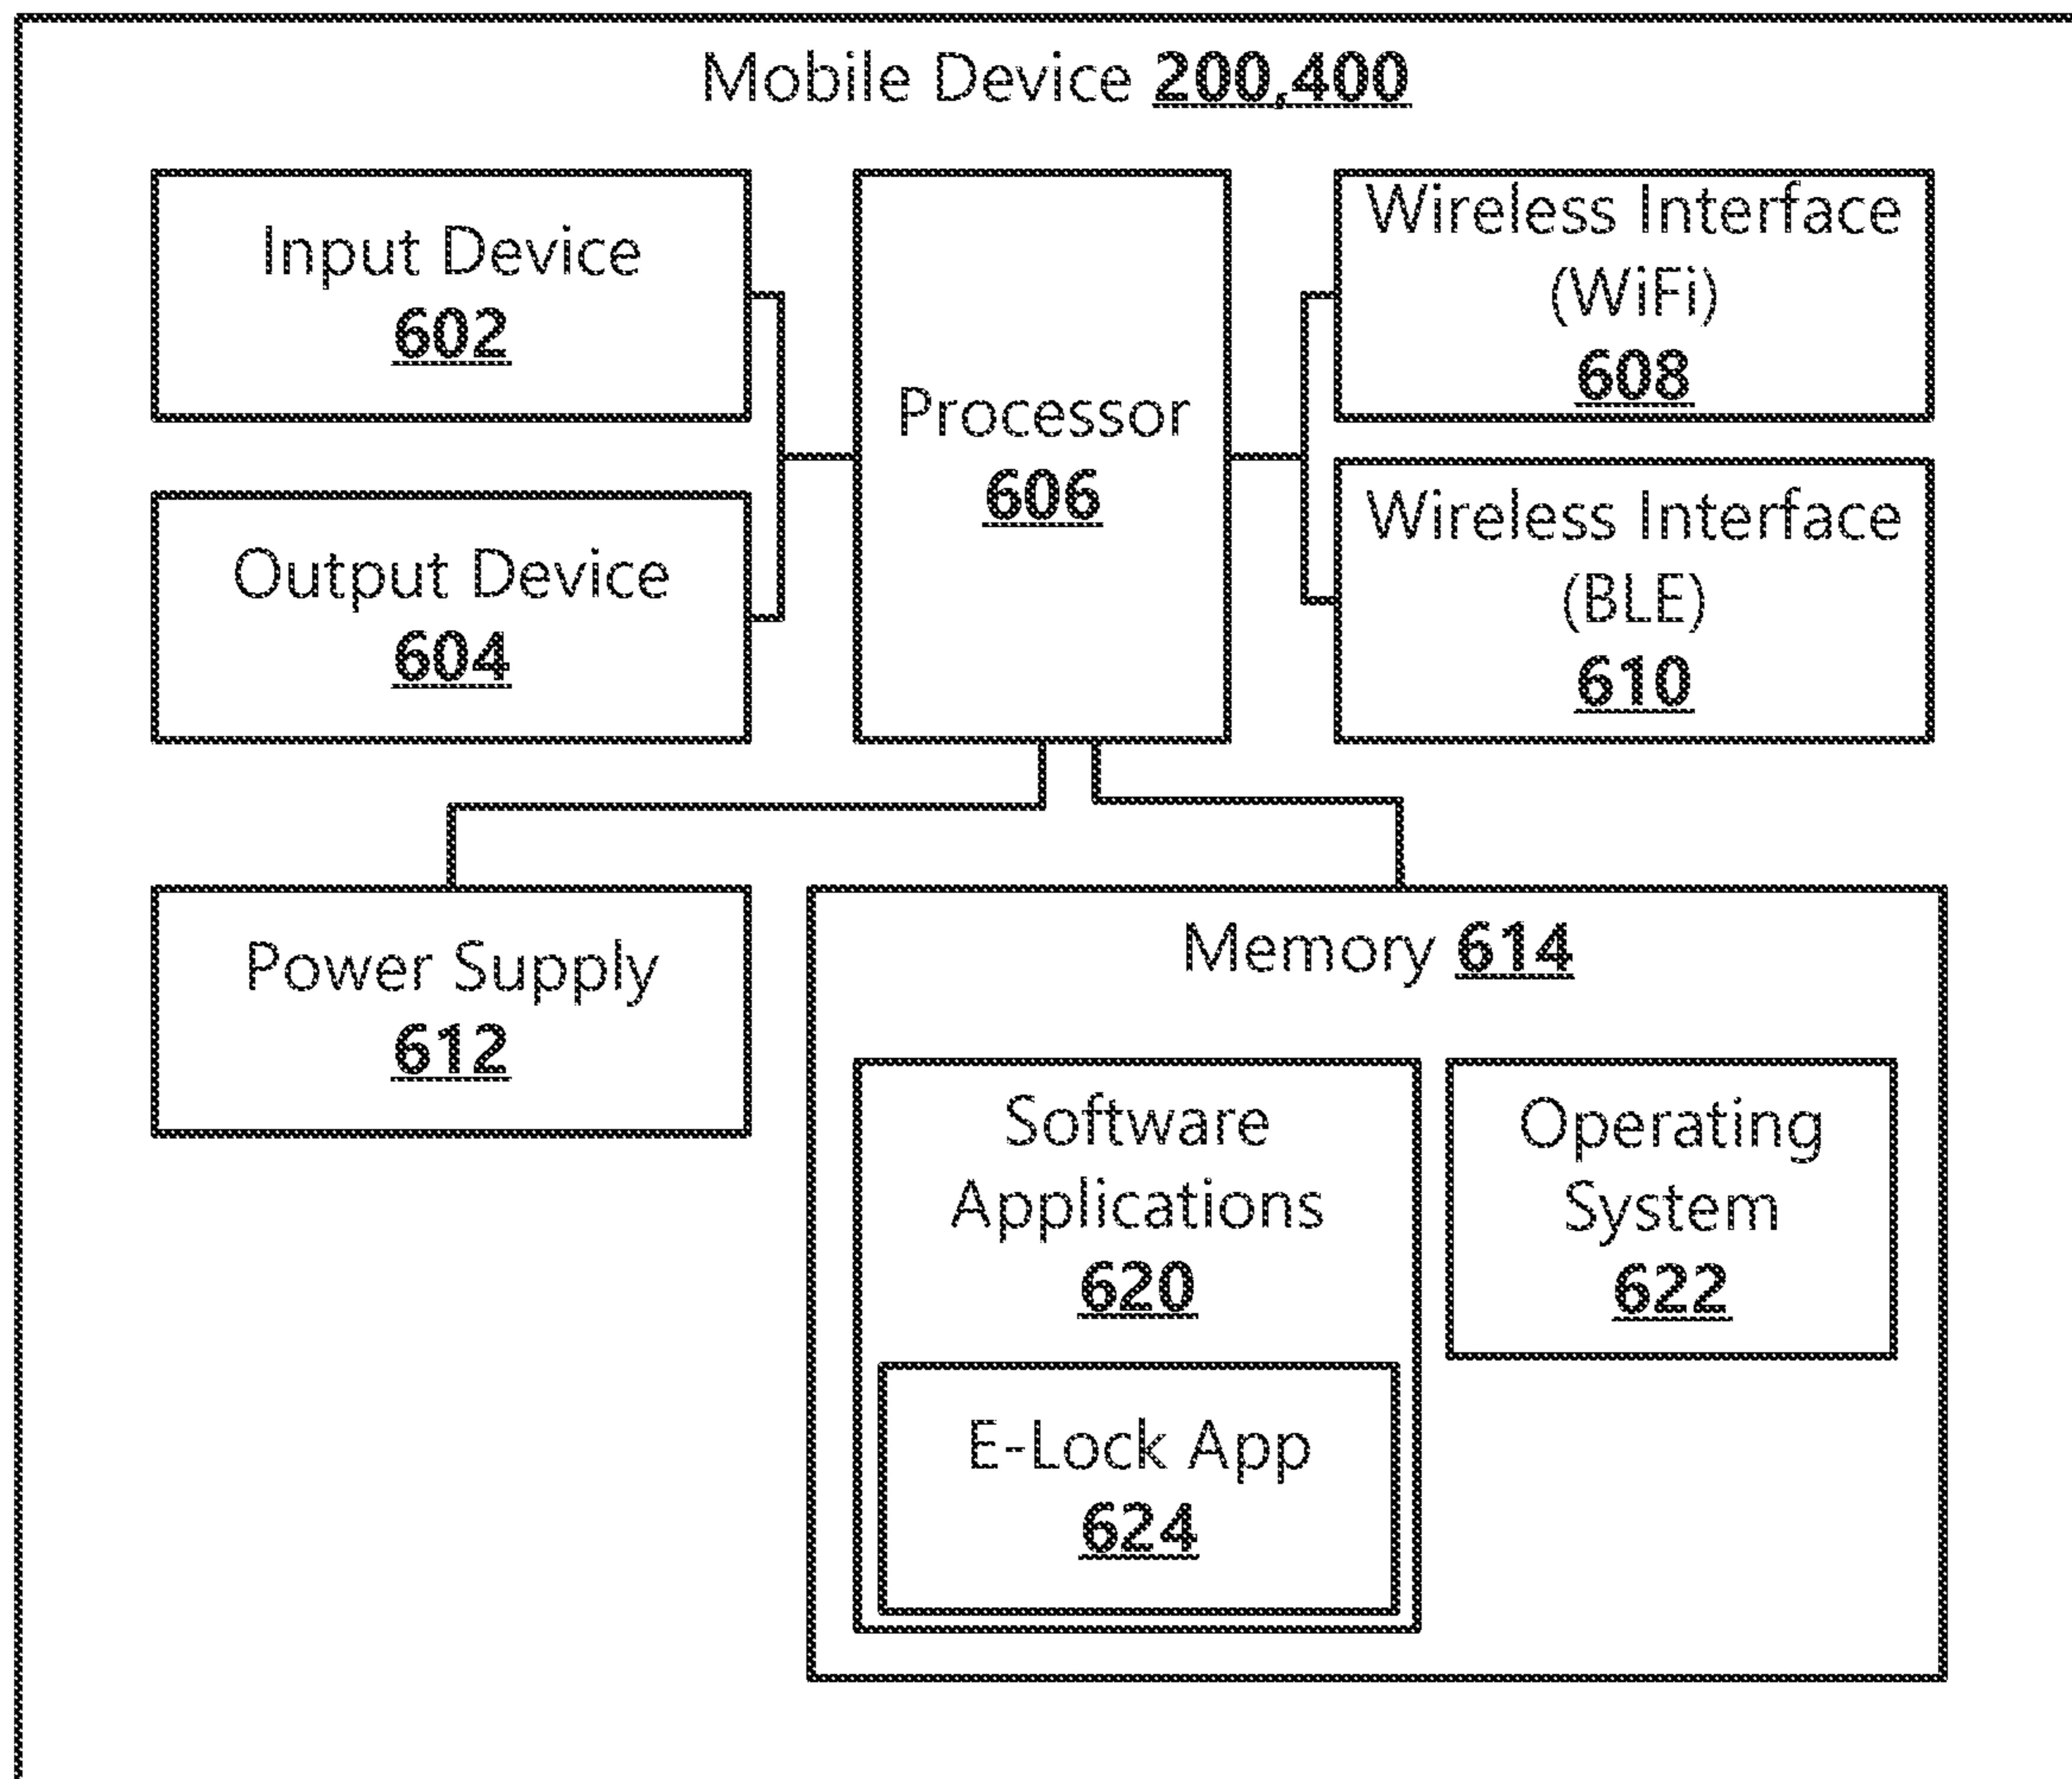 Mobile Device 200,400
Input Device
602
Output Device
604
Processor
606
Wireless Interface
(WiFi)
608
Wireless Interface
(BLE)
610
Power Supply
612
Memory 614
Software
Applications
620
E-Lock App
624
Operating
System
622